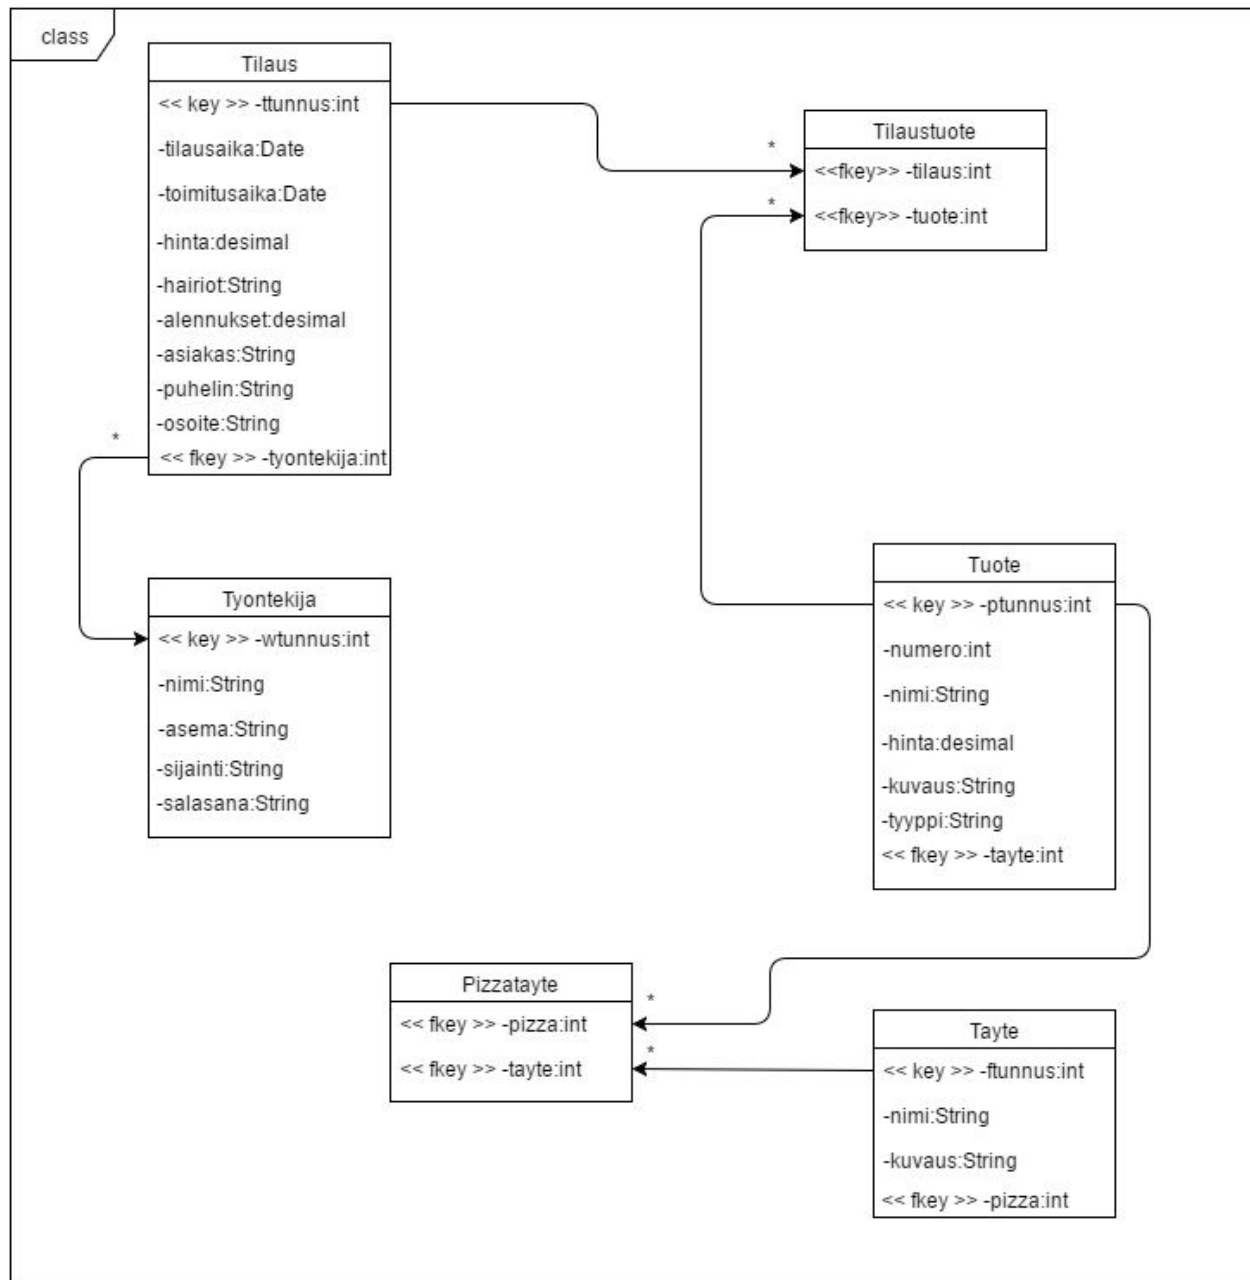 class
Tilaus
<< key >> -ttunnus:int
-tilausaika:Date
-toimitusaika:Date
-hinta:desimal
-hairiot:String
-alennukset:desimal
-asiakas:String
-puhelin:String
-osoite:String
<< fkey >> -tyontekija:int
*
Tilaustuote
<<fkey>> -tilaus:int
<<fkey>> -tuote:int
*
*
Tyontekija
<< key >> -wtunnus:int
-nimi:String
-asema:String
-sijainti:String
-salasana:String
Tuote
<< key >> -ptunnus:int
-numero:int
-nimi:String
-hinta:desimal
-kuvaus:String
-tyyppi:String
<< fkey >> -tayte:int
Pizzatayte
<< fkey >> -pizza:int
<< fkey >> -tayte:int
*
*
Tayte
<< key >> -ftunnus:int
-nimi:String
-kuvaus:String
<< fkey >> -pizza:int